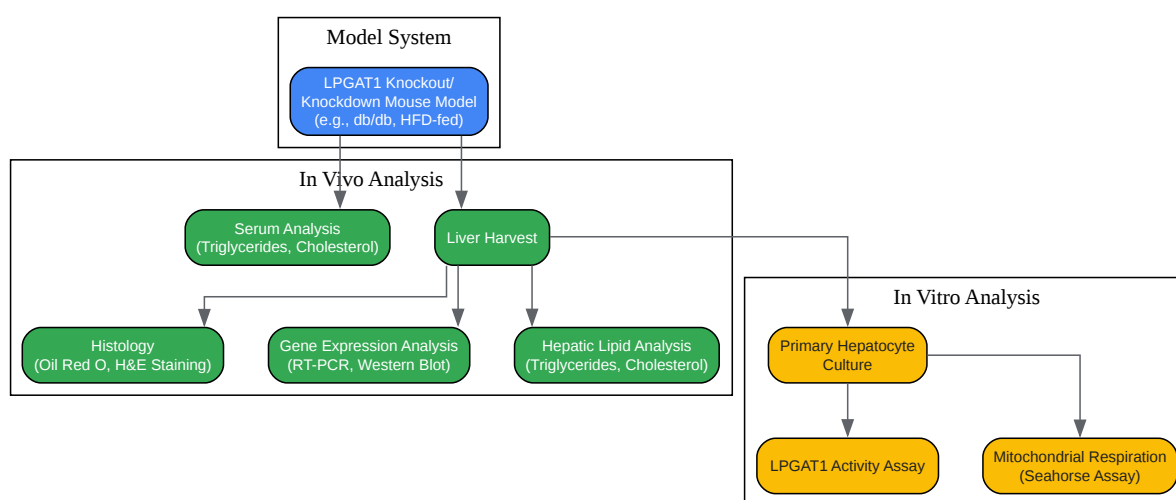 Model System
LPGAT1 Knockout/
Knockdown Mouse Model
(e.g., db/db, HFD-fed)
In Vivo Analysis
Serum Analysis
(Triglycerides, Cholesterol)
Liver Harvest
Histology
(Oil Red O, H&E Staining)
Gene Expression Analysis
(RT-PCR, Western Blot)
Hepatic Lipid Analysis
(Triglycerides, Cholesterol)
In Vitro Analysis
Primary Hepatocyte
Culture
LPGAT1 Activity Assay
Mitochondrial Respiration
(Seahorse Assay)